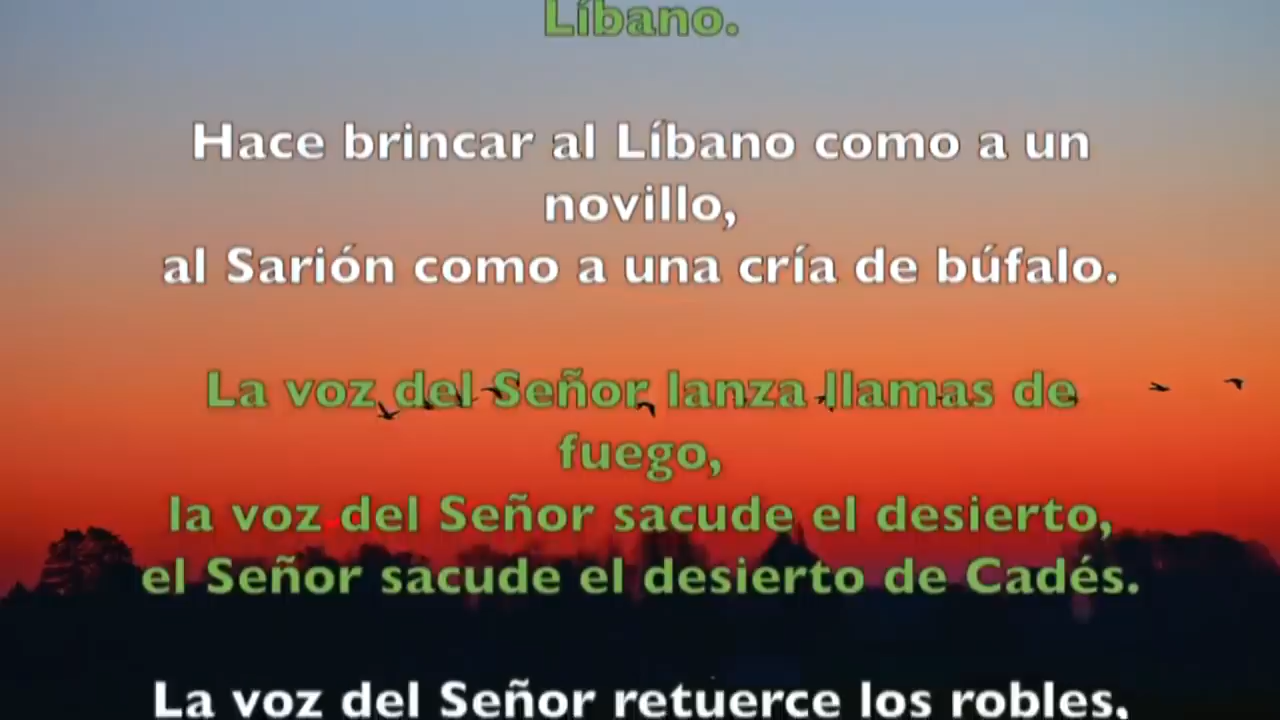 Líbano.
Hace brincar al Líbano como a un
novillo,
al Sarión como a una cría de búfalo.
La voz del Señor lanza llamas de
fuego,
la voz del Señor sacude el desierto,
el Señor sacude el desierto de Cadés.
La voz del Señor retuerce los robles,